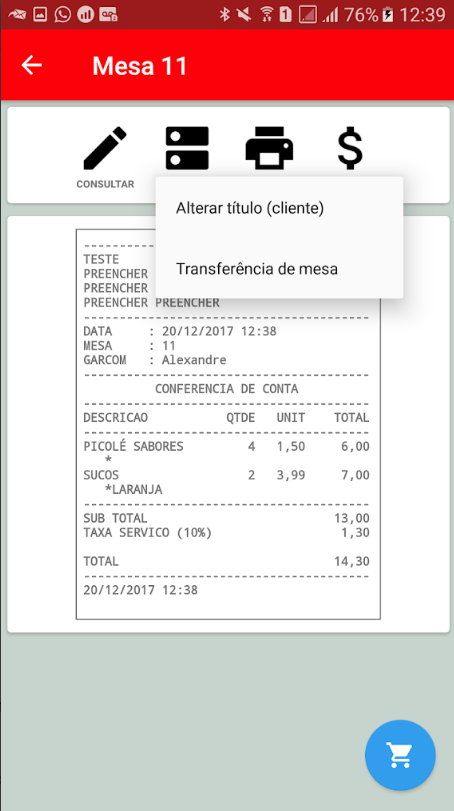 1 76% 12:39
Mesa 11
CONSULTAR
Alterar título (cliente)
Transferência de mesa
------------------------------------
TESTE
PREENCHER
PREENCHER
PREENCHER PREENCHER
------------------------------------
DATA : 20/12/2017 12:38
MESA : 11
GARCOM : Alexandre
------------------------------------
CONFERENCIA DE CONTA
------------------------------------
DESCRICAO QTDE UNIT TOTAL
------------------------------------
PICOLÉ SABORES 4 1,50 6,00
*
SUCOS 2 3,99 7,00
*LARANJA
------------------------------------
SUB TOTAL 13,00
TAXA SERVICO (10%) 1,30
TOTAL 14,30
------------------------------------
20/12/2017 12:38